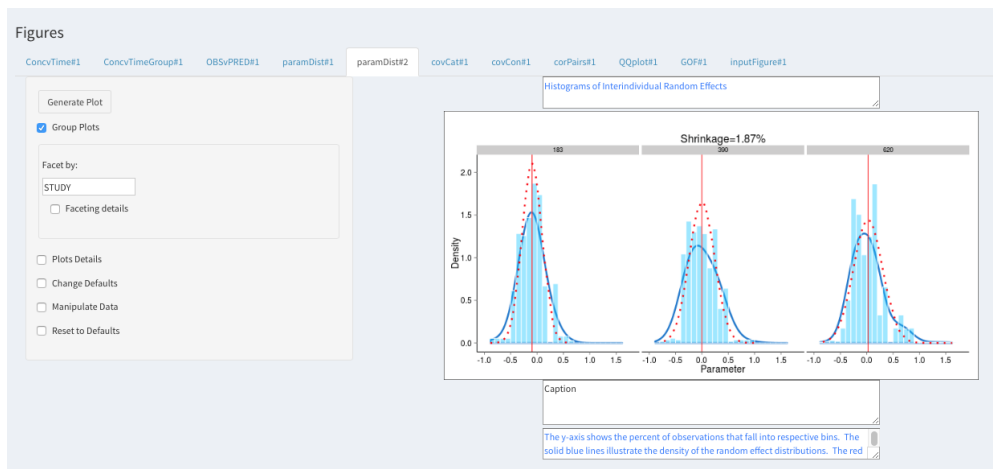 Figures
ConcvTime#1 ConcvTimeGroup#1 OBSvPRED#1 paramDist#1 paramDist#2 covCat#1 covCon#1 corPairs#1 QQplot#1 GOF#1 inputFigure#1
Generate Plot
Group Plots
Facet by:
STUDY
Faceting details
Plots Details
Change Defaults
Manipulate Data
Reset to Defaults
Histograms of Interindividual Random Effects
Shrinkage=1.87%
183 390 620
Density
2.0
1.5
1.0
0.5
0.0
-1.0 -0.5 0.0 0.5 1.0 1.5 -1.0 -0.5 0.0 0.5 1.0 1.5 -1.0 -0.5 0.0 0.5 1.0 1.5
Parameter
Caption
The y-axis shows the percent of observations that fall into respective bins. The
solid blue lines illustrate the density of the random effect distributions. The red